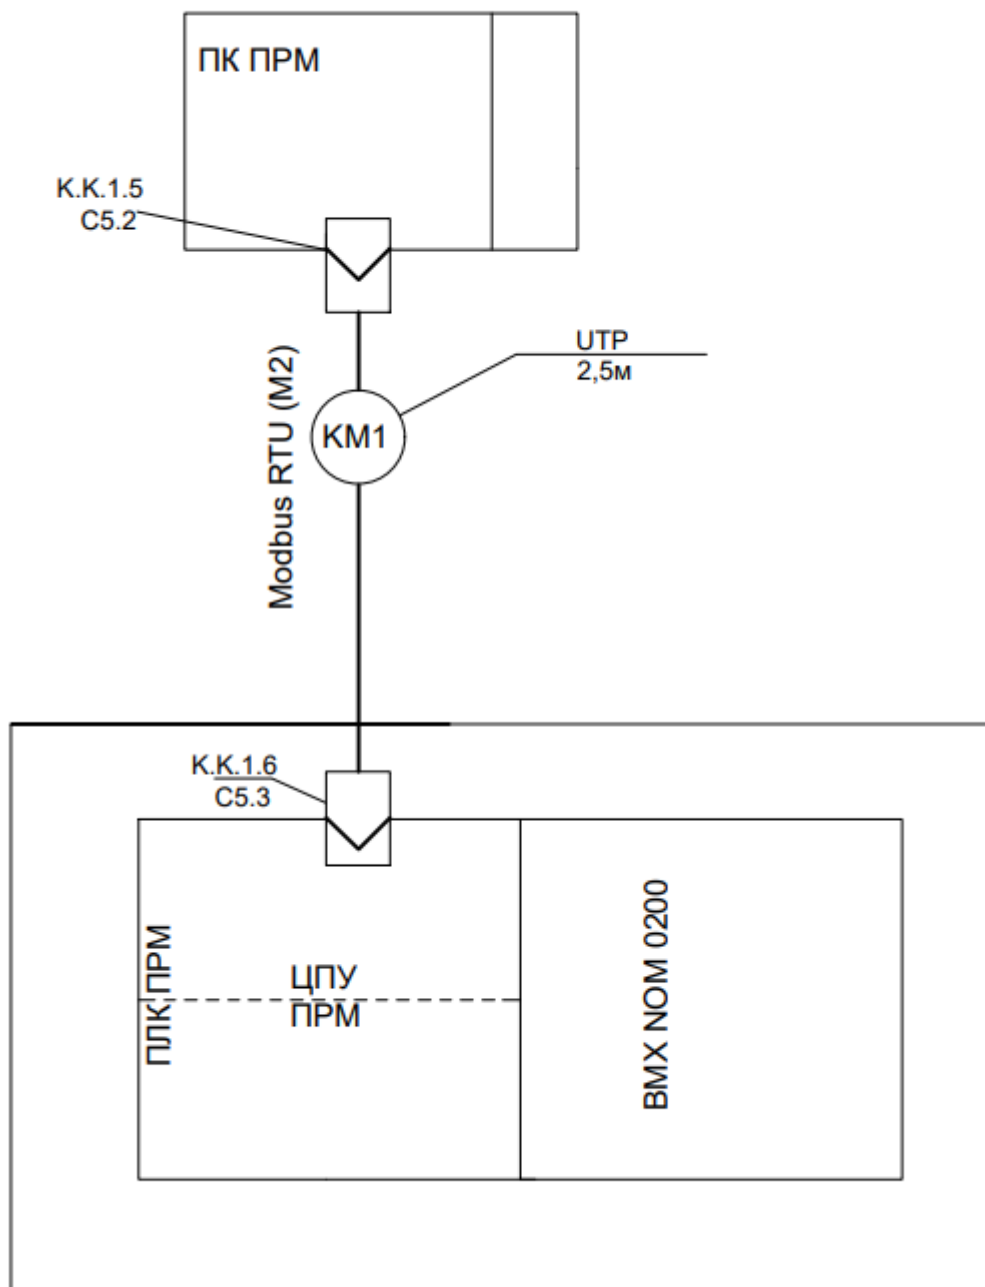 ПК ПРМ
К.К.1.5
С5.2
UTP
2,5м
Modbus RTU (M2)
KM1
К.К.1.6
С5.3
ПЛК ПРМ
ЦПУ
ПРМ
BMX NOM 0200